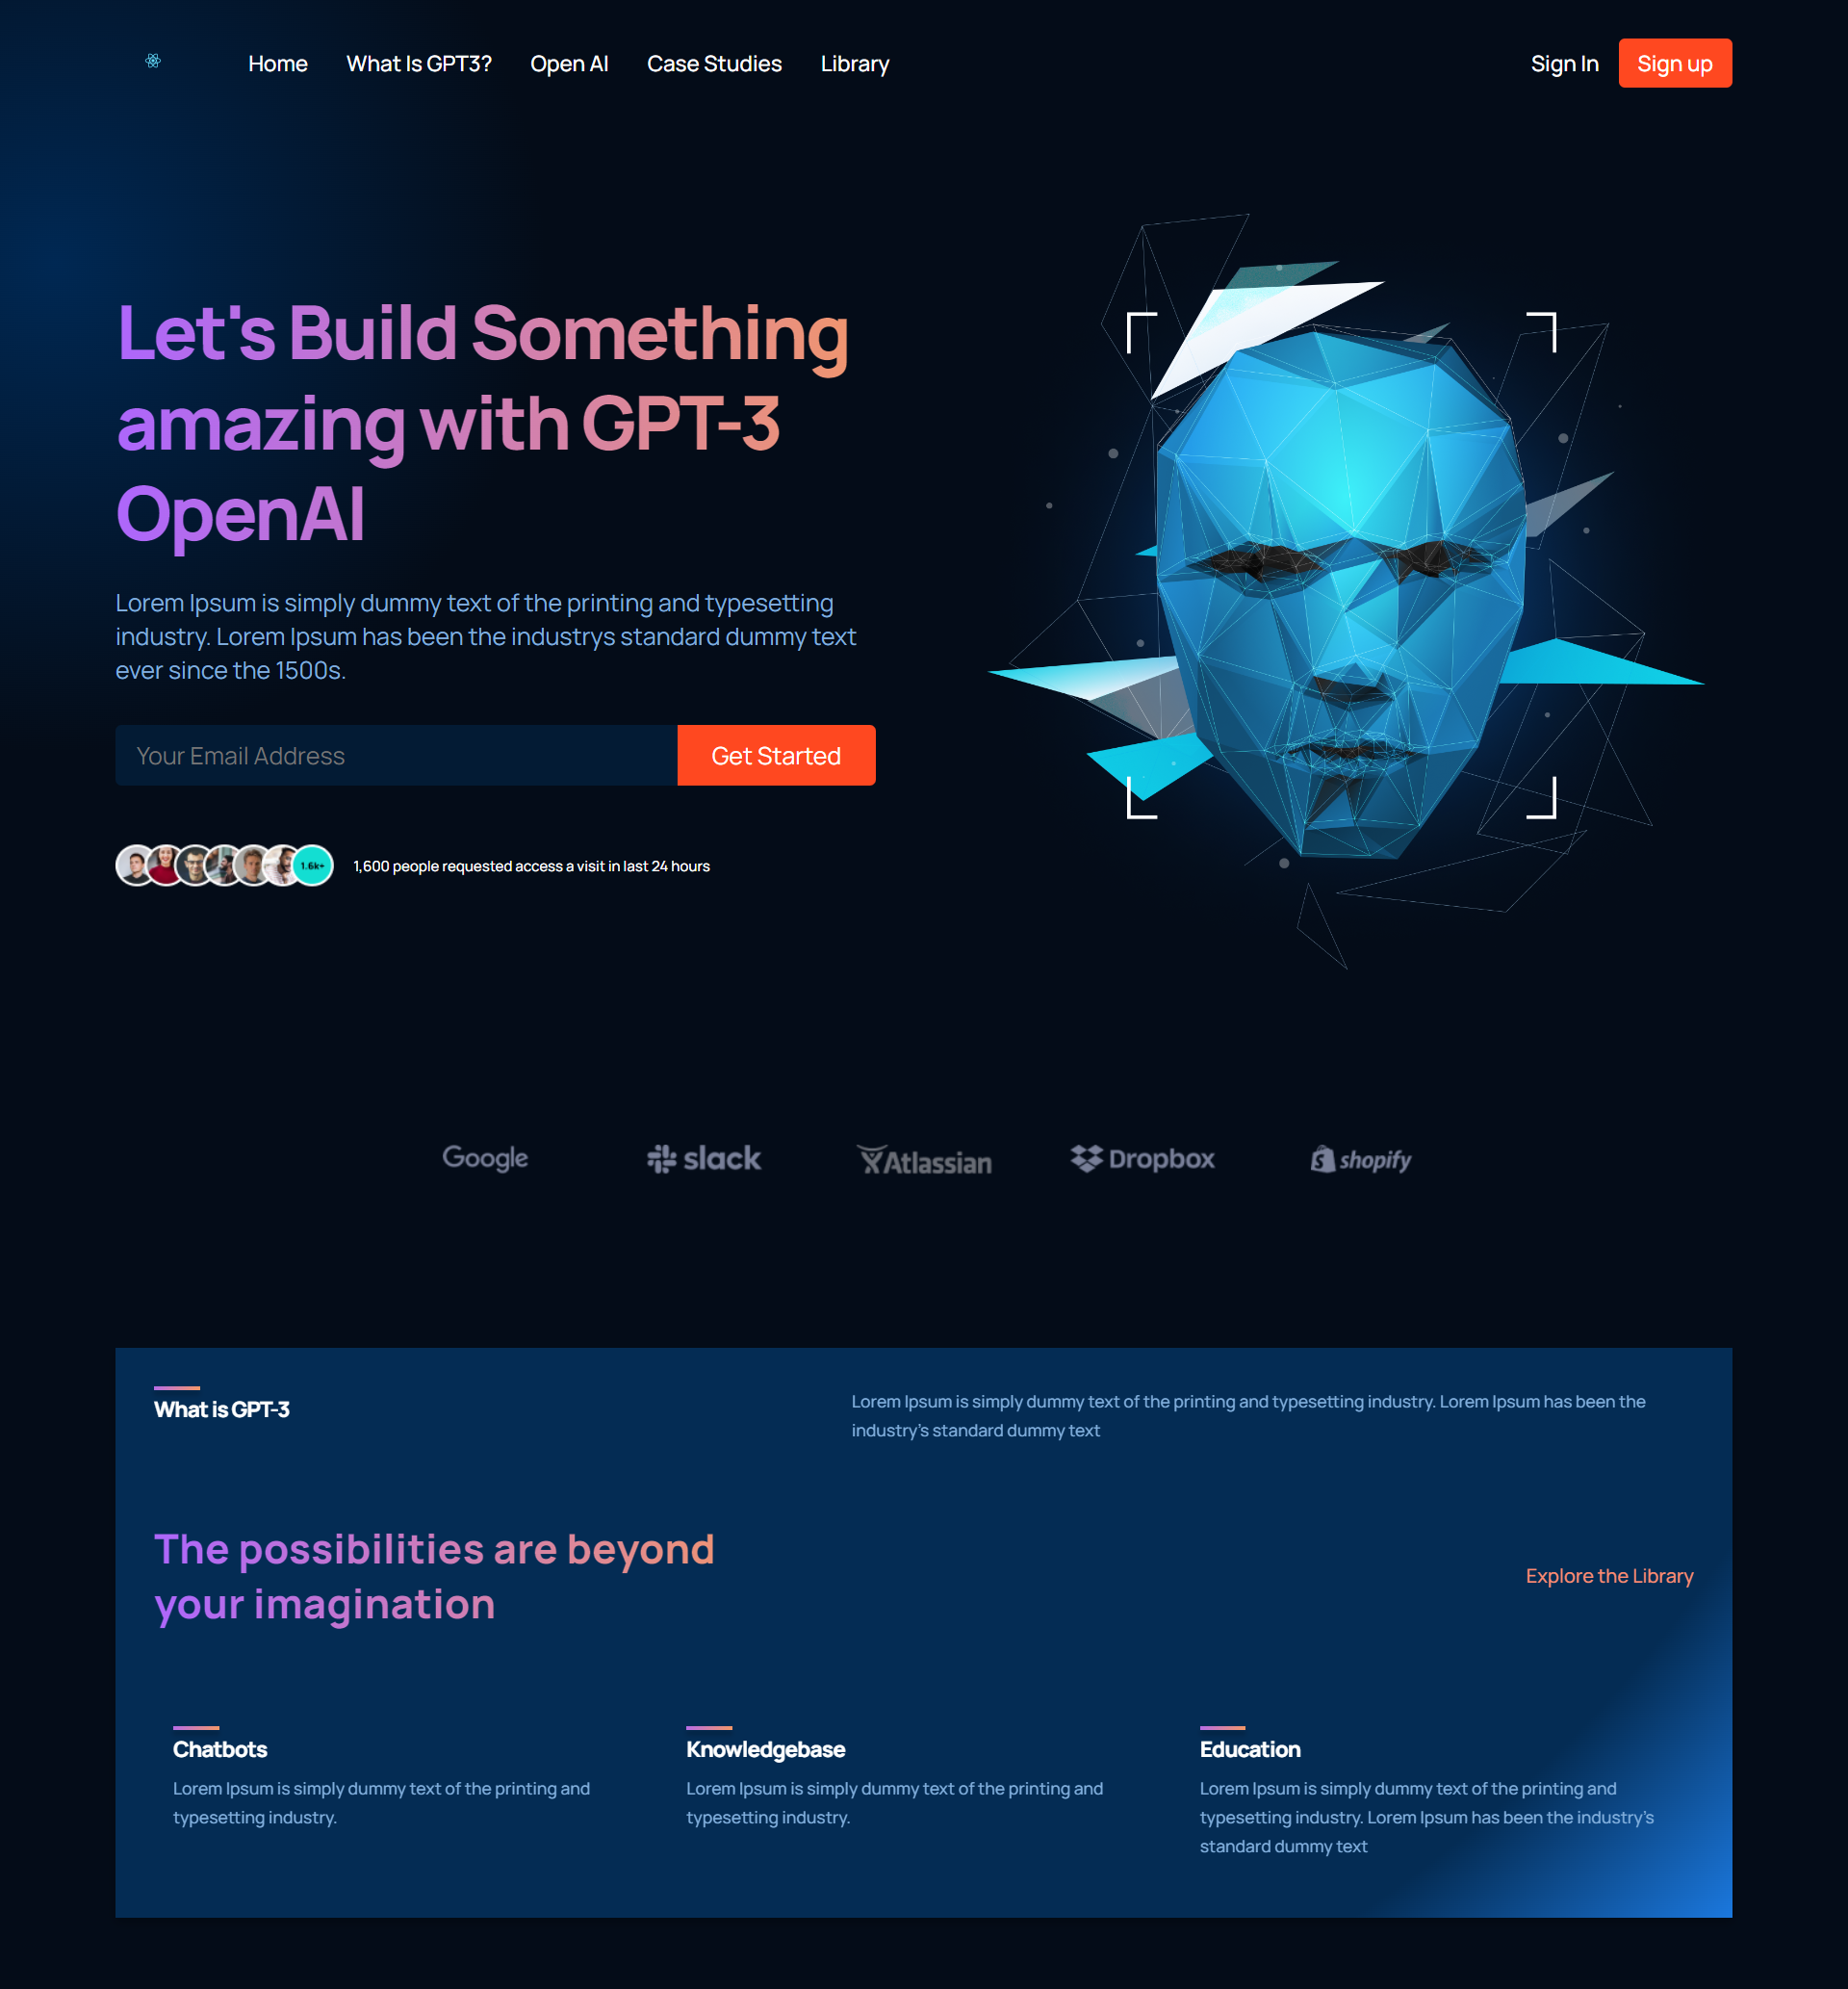 Home What Is GPT3? Open AI Case Studies Library Sign In Sign up
Let's Build Something
amazing with GPT-3
OpenAI
Lorem Ipsum is simply dummy text of the printing and typesetting
industry. Lorem Ipsum has been the industrys standard dummy text
ever since the 1500s.
Your Email Address Get Started
1.6k+ 1,600 people requested access a visit in last 24 hours
Google slack Atlassian Dropbox shopify
What is GPT-3
Lorem Ipsum is simply dummy text of the printing and typesetting industry. Lorem Ipsum has been the
industry's standard dummy text
The possibilities are beyond
your imagination
Explore the Library
Chatbots
Lorem Ipsum is simply dummy text of the printing and
typesetting industry.
Knowledgebase
Lorem Ipsum is simply dummy text of the printing and
typesetting industry.
Education
Lorem Ipsum is simply dummy text of the printing and
typesetting industry. Lorem Ipsum has been the industry's
standard dummy text